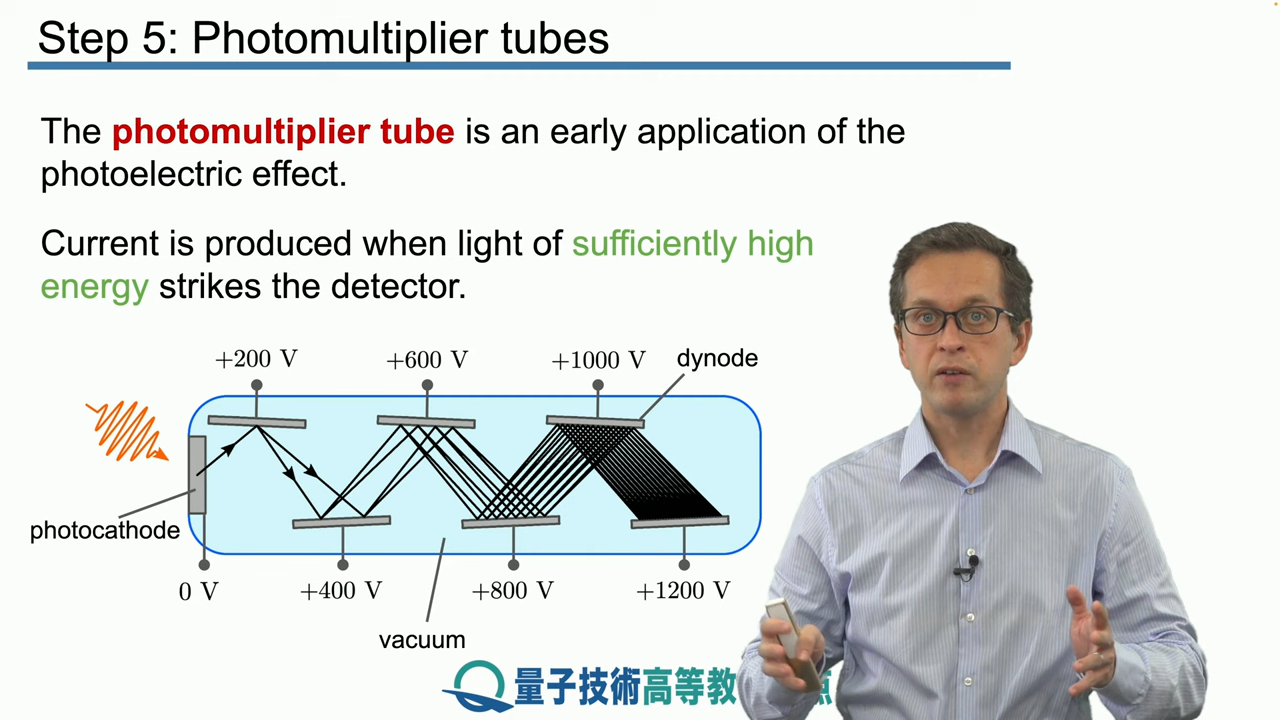 Step 5: Photomultiplier tubes
The photomultiplier tube is an early application of the
photoelectric effect.
Current is produced when light of sufficiently high
energy strikes the detector.
+200 V
+600 V
+1000 V
dynode
photocathode
0 V
+400 V
+800 V
+1200 V
vacuum
量子技術高等教
点